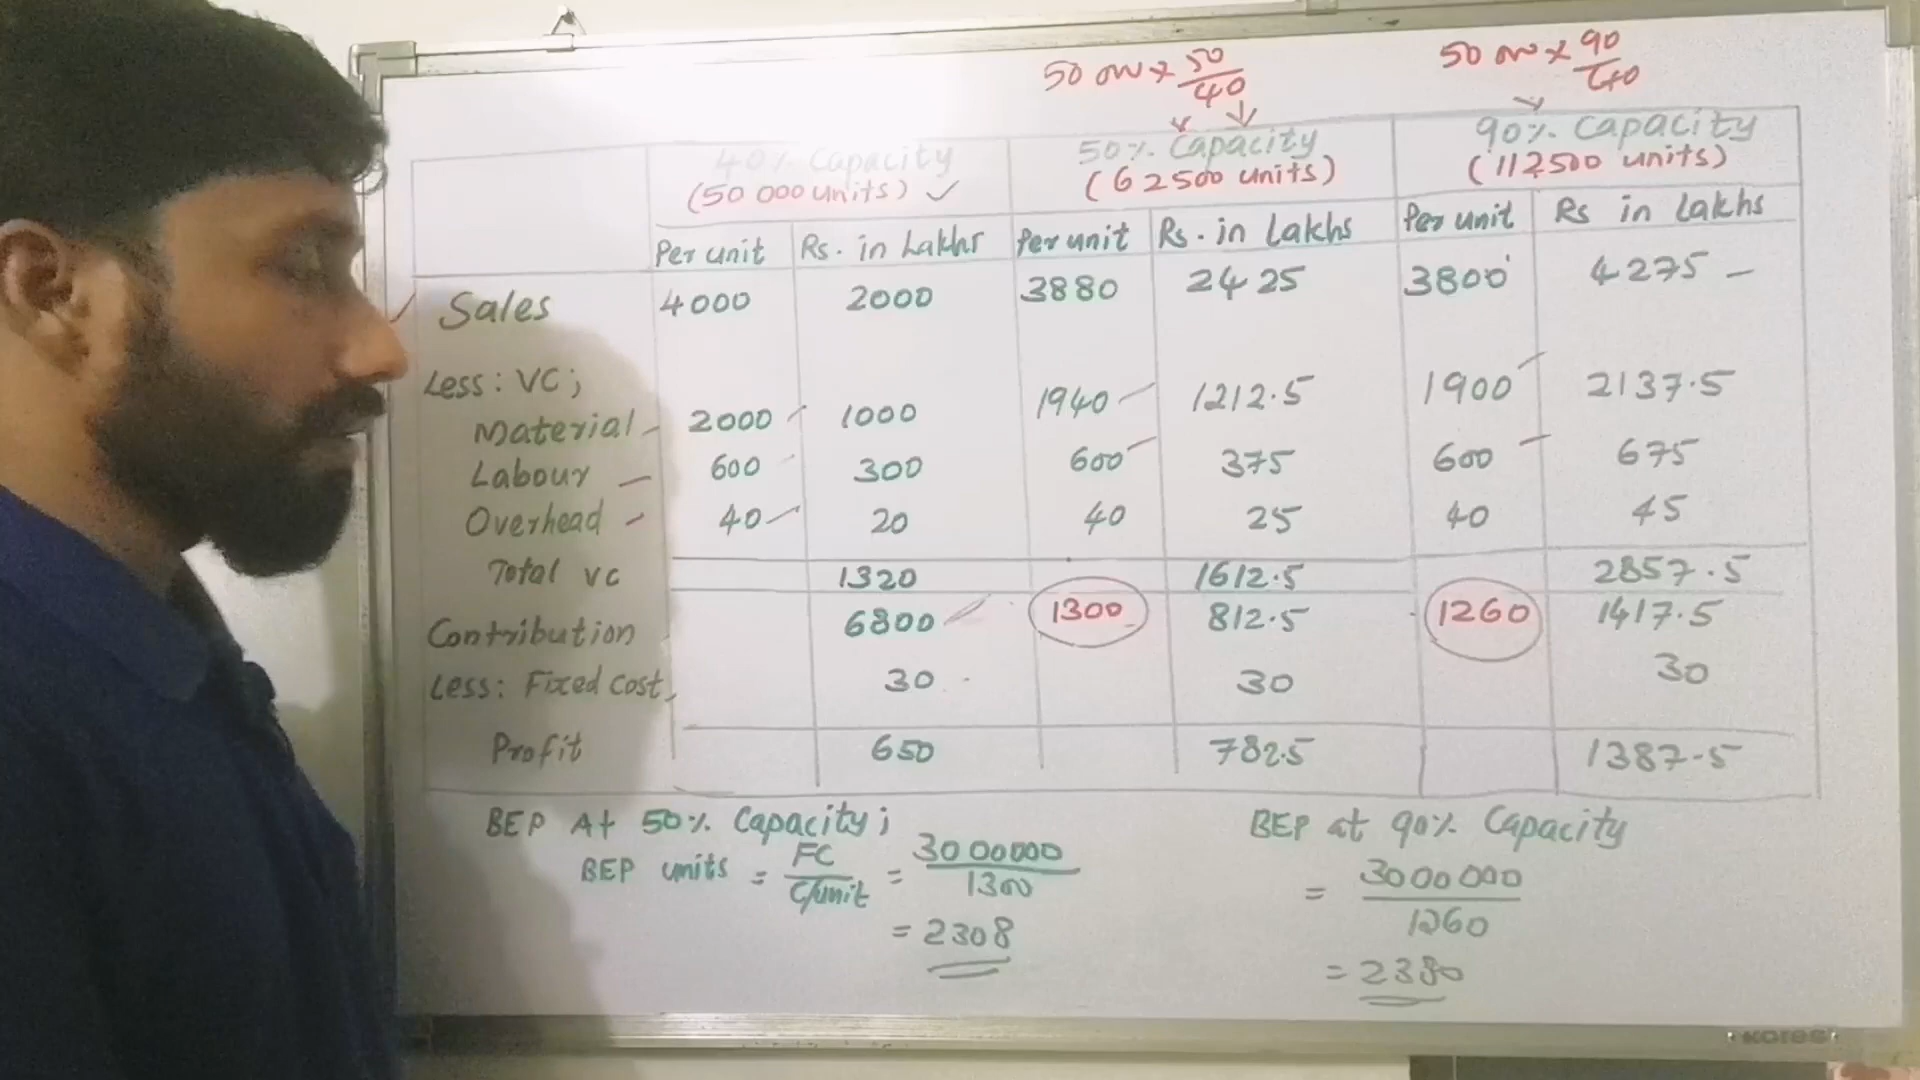 50 000 × 50/40
50 000 × 90/40
40% Capacity 50% Capacity 90% Capacity
(50 000 units) ✓ (62500 units) (112500 units)
Per unit Rs. in Lakhs Per unit Rs. in Lakhs Per unit Rs in Lakhs
Sales 4000 2000 3880 2425 3800 4275
Less: VC;
Material 2000 1000 1940 1212.5 1900 2137.5
Labour 600 300 600 375 600 675
Overhead 40 20 40 25 40 45
Total VC 1320 1612.5 2857.5
Contribution 6800 1300 812.5 1260 1417.5
Less: Fixed Cost 30 30 30
Profit 650 782.5 1387.5
BEP At 50% Capacity;
BEP units = FC/C/unit = 3000000/1300
= 2308
BEP at 90% Capacity
= 3000000/1260
= 2380
KORES